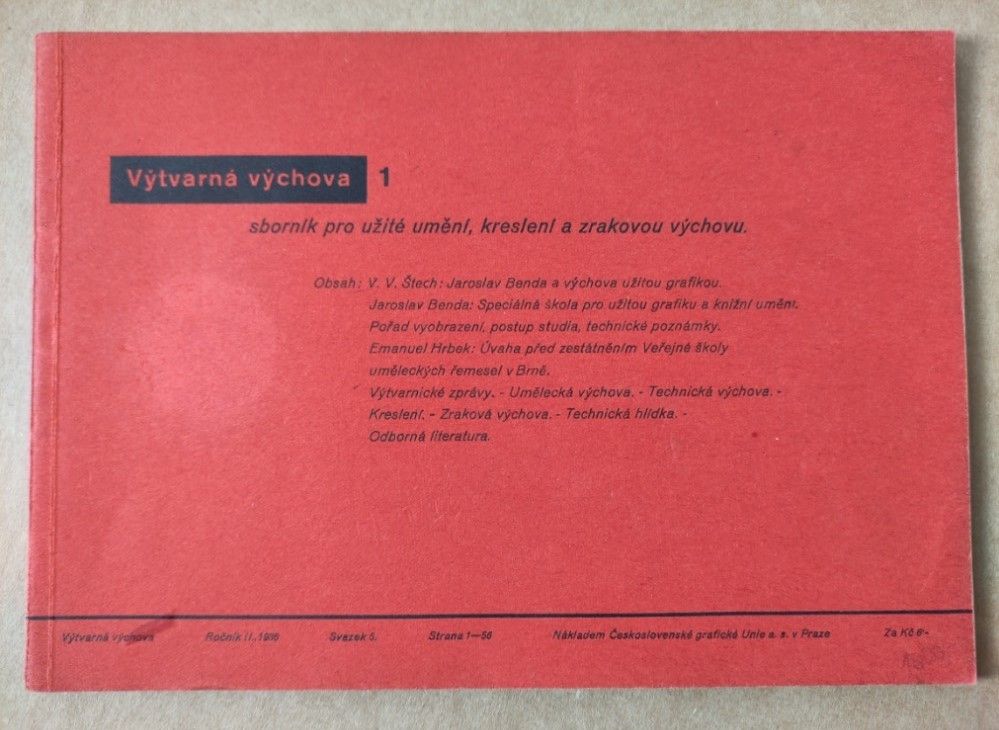 Výtvarná výchova 1
sborník pro užité umění, kreslení a zrakovou výchovu.
Obsah: V. V. Štech: Jaroslav Benda a výchova užitou grafikou.
Jaroslav Benda: Speciálná škola pro užitou grafiku a knižní umění.
Pořad vyobrazení, postup studia, technické poznámky.
Emanuel Hrbek: Úvaha před zestátněním Veřejné školy
uměleckých řemesel v Brně.
Výtvarnické zprávy. - Umělecká výchova. - Technická výchova. -
Kreslení. - Zraková výchova. - Technická hlídka. -
Odborná literatura.
Výtvarná výchova Ročník II., 1936 Svazek 5. Strana 1—56 Nákladem Československé grafické Unie a. s. v Praze Za Kč 6·-